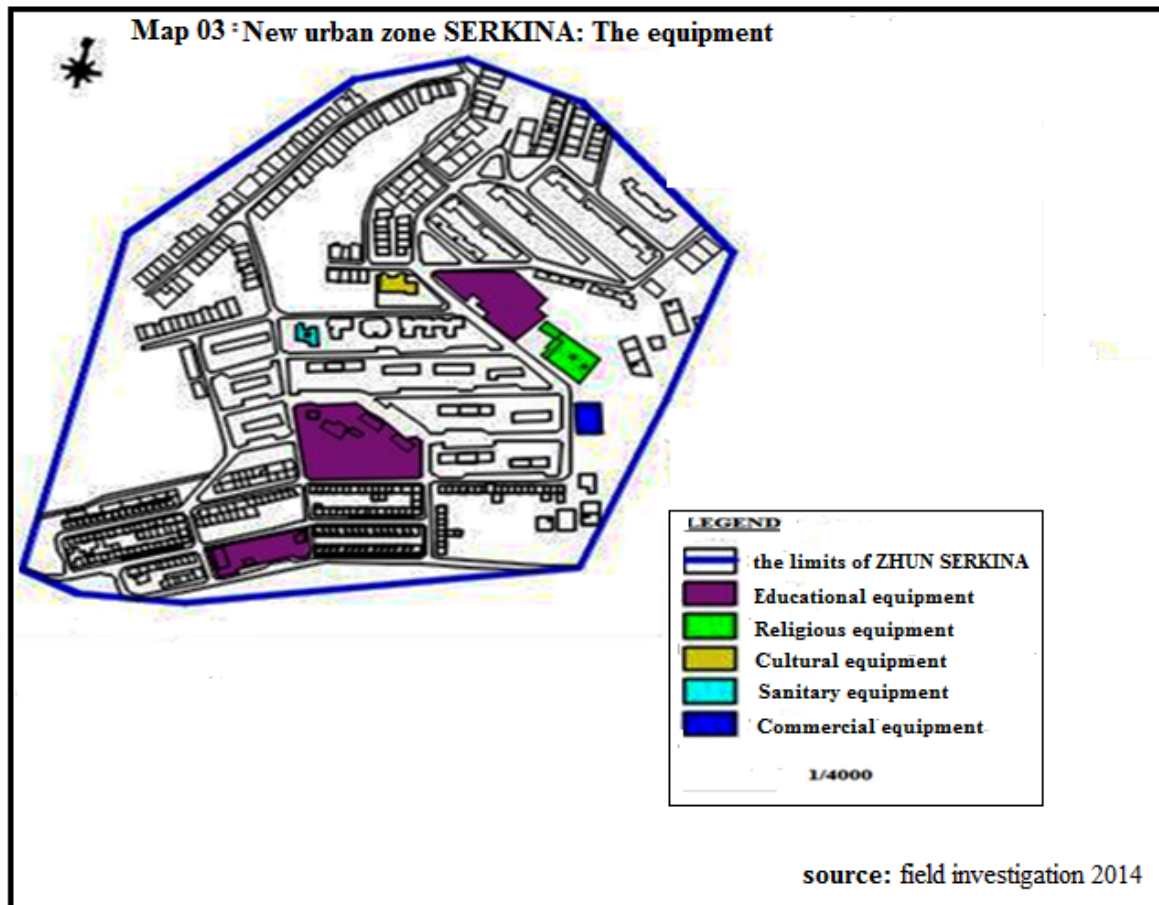 Map 03 : New urban zone SERKINA: The equipment
LEGEND
the limits of ZHUN SERKINA
Educational equipment
Religious equipment
Cultural equipment
Sanitary equipment
Commercial equipment
1/4000
source: field investigation 2014